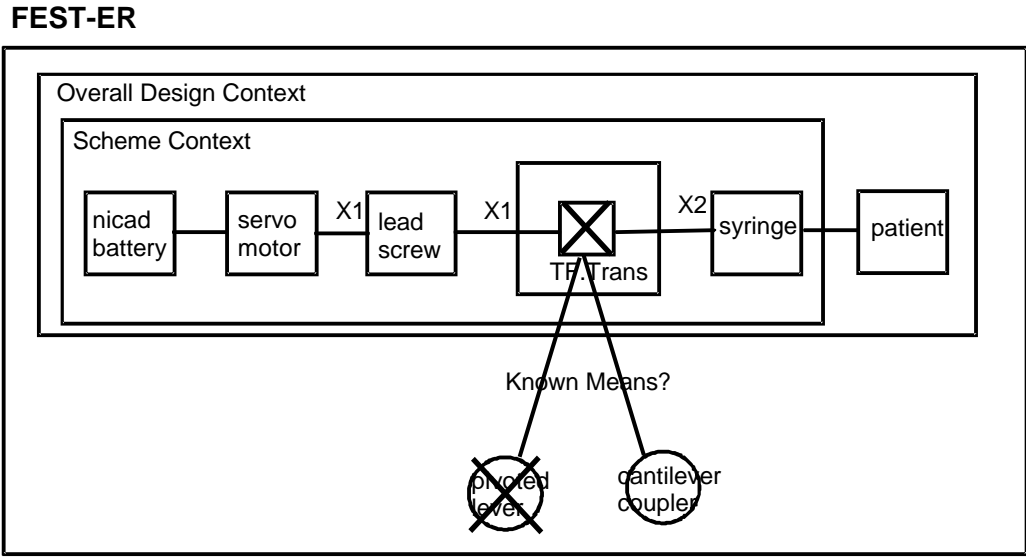 FEST-ER
Overall Design Context
Scheme Context
nicad
battery
servo
motor
X1
lead
screw
X1
TF.Trans
X2
syringe
patient
Known Means?
pivoted
lever
cantilever
coupler